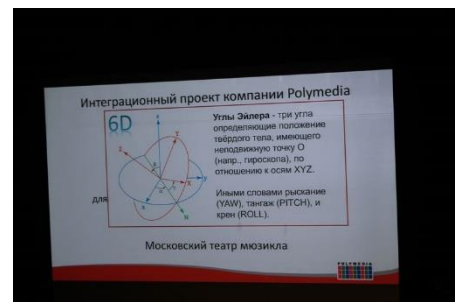 Интеграционный проект компании Polymedia
6D
Углы Эйлера - три угла
определяющие положение
твёрдого тела, имеющего
неподвижную точку О
(напр., гироскопа), по
отношению к осям XYZ.
Иными словами рыскание
(YAW), тангаж (PITCH), и
крен (ROLL).
для
Московский театр мюзикла
POLYMEDIA